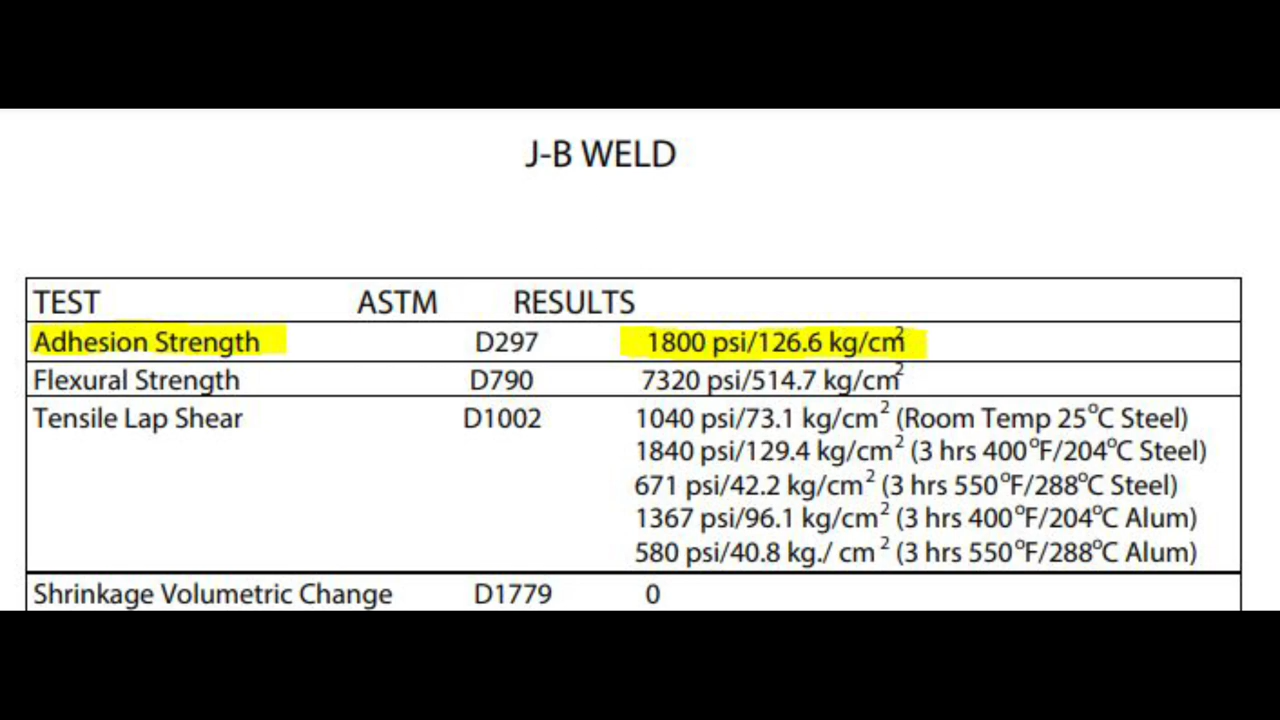 J-B WELD
TEST ASTM RESULTS
Adhesion Strength D297 1800 psi/126.6 kg/cm²
Flexural Strength D790 7320 psi/514.7 kg/cm²
Tensile Lap Shear D1002 1040 psi/73.1 kg/cm² (Room Temp 25°C Steel)
1840 psi/129.4 kg/cm² (3 hrs 400°F/204°C Steel)
671 psi/42.2 kg/cm² (3 hrs 550°F/288°C Steel)
1367 psi/96.1 kg/cm² (3 hrs 400°F/204°C Alum)
580 psi/40.8 kg./ cm² (3 hrs 550°F/288°C Alum)
Shrinkage Volumetric Change D1779 0